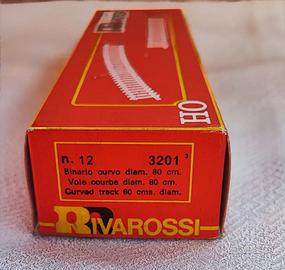 HO
n. 12 3201 3
Binario curvo diam. 80 cm.
Voie courbe diam. 80 cm.
Curved track 80 cms. diam.
RIVAROSSI